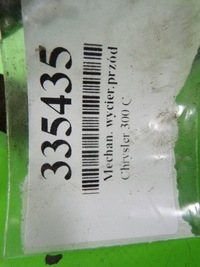 335435
Mechan. wycier.przód
Chrysler 300 C